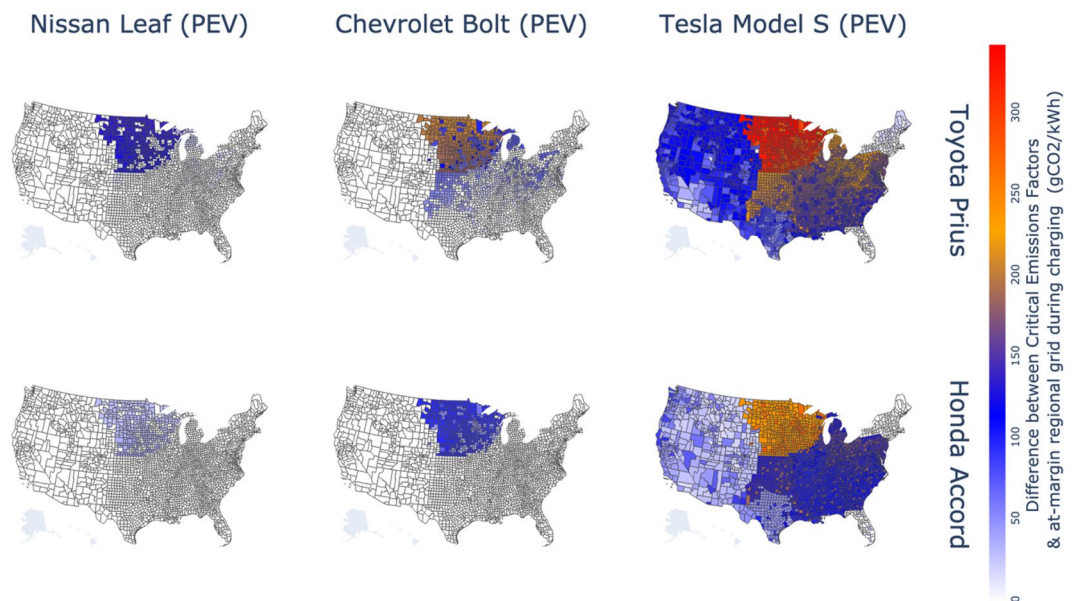 Nissan Leaf (PEV)
Chevrolet Bolt (PEV)
Tesla Model S (PEV)
Toyota Prius
Honda Accord
300
250
200
150
100
50
0
Difference between Critical Emissions Factors
& at-margin regional grid during charging (gCO2/kWh)